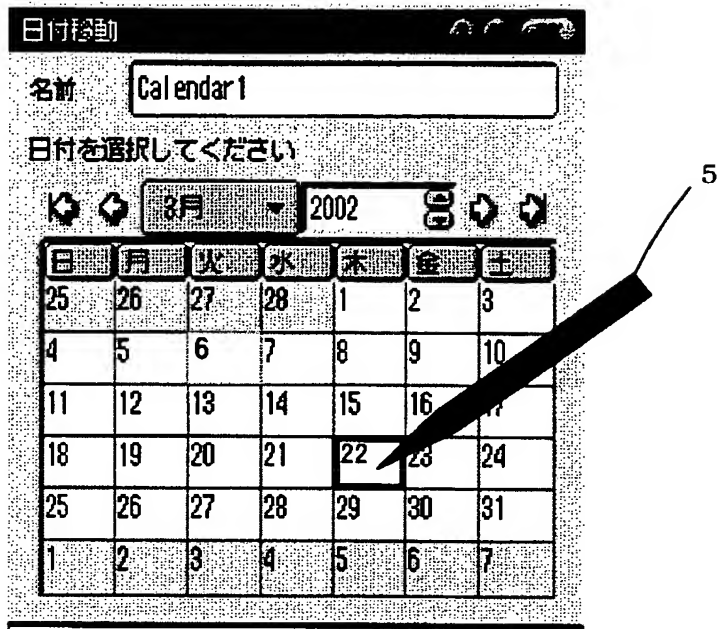 日付移動
名前 Calendar1
日付を選択してください
3月 2002
5
日 月 火 水 木 金 土
25 26 27 28 1 2 3
4 5 6 7 8 9 10
11 12 13 14 15 16 17
18 19 20 21 22 23 24
25 26 27 28 29 30 31
1 2 3 4 5 6 7